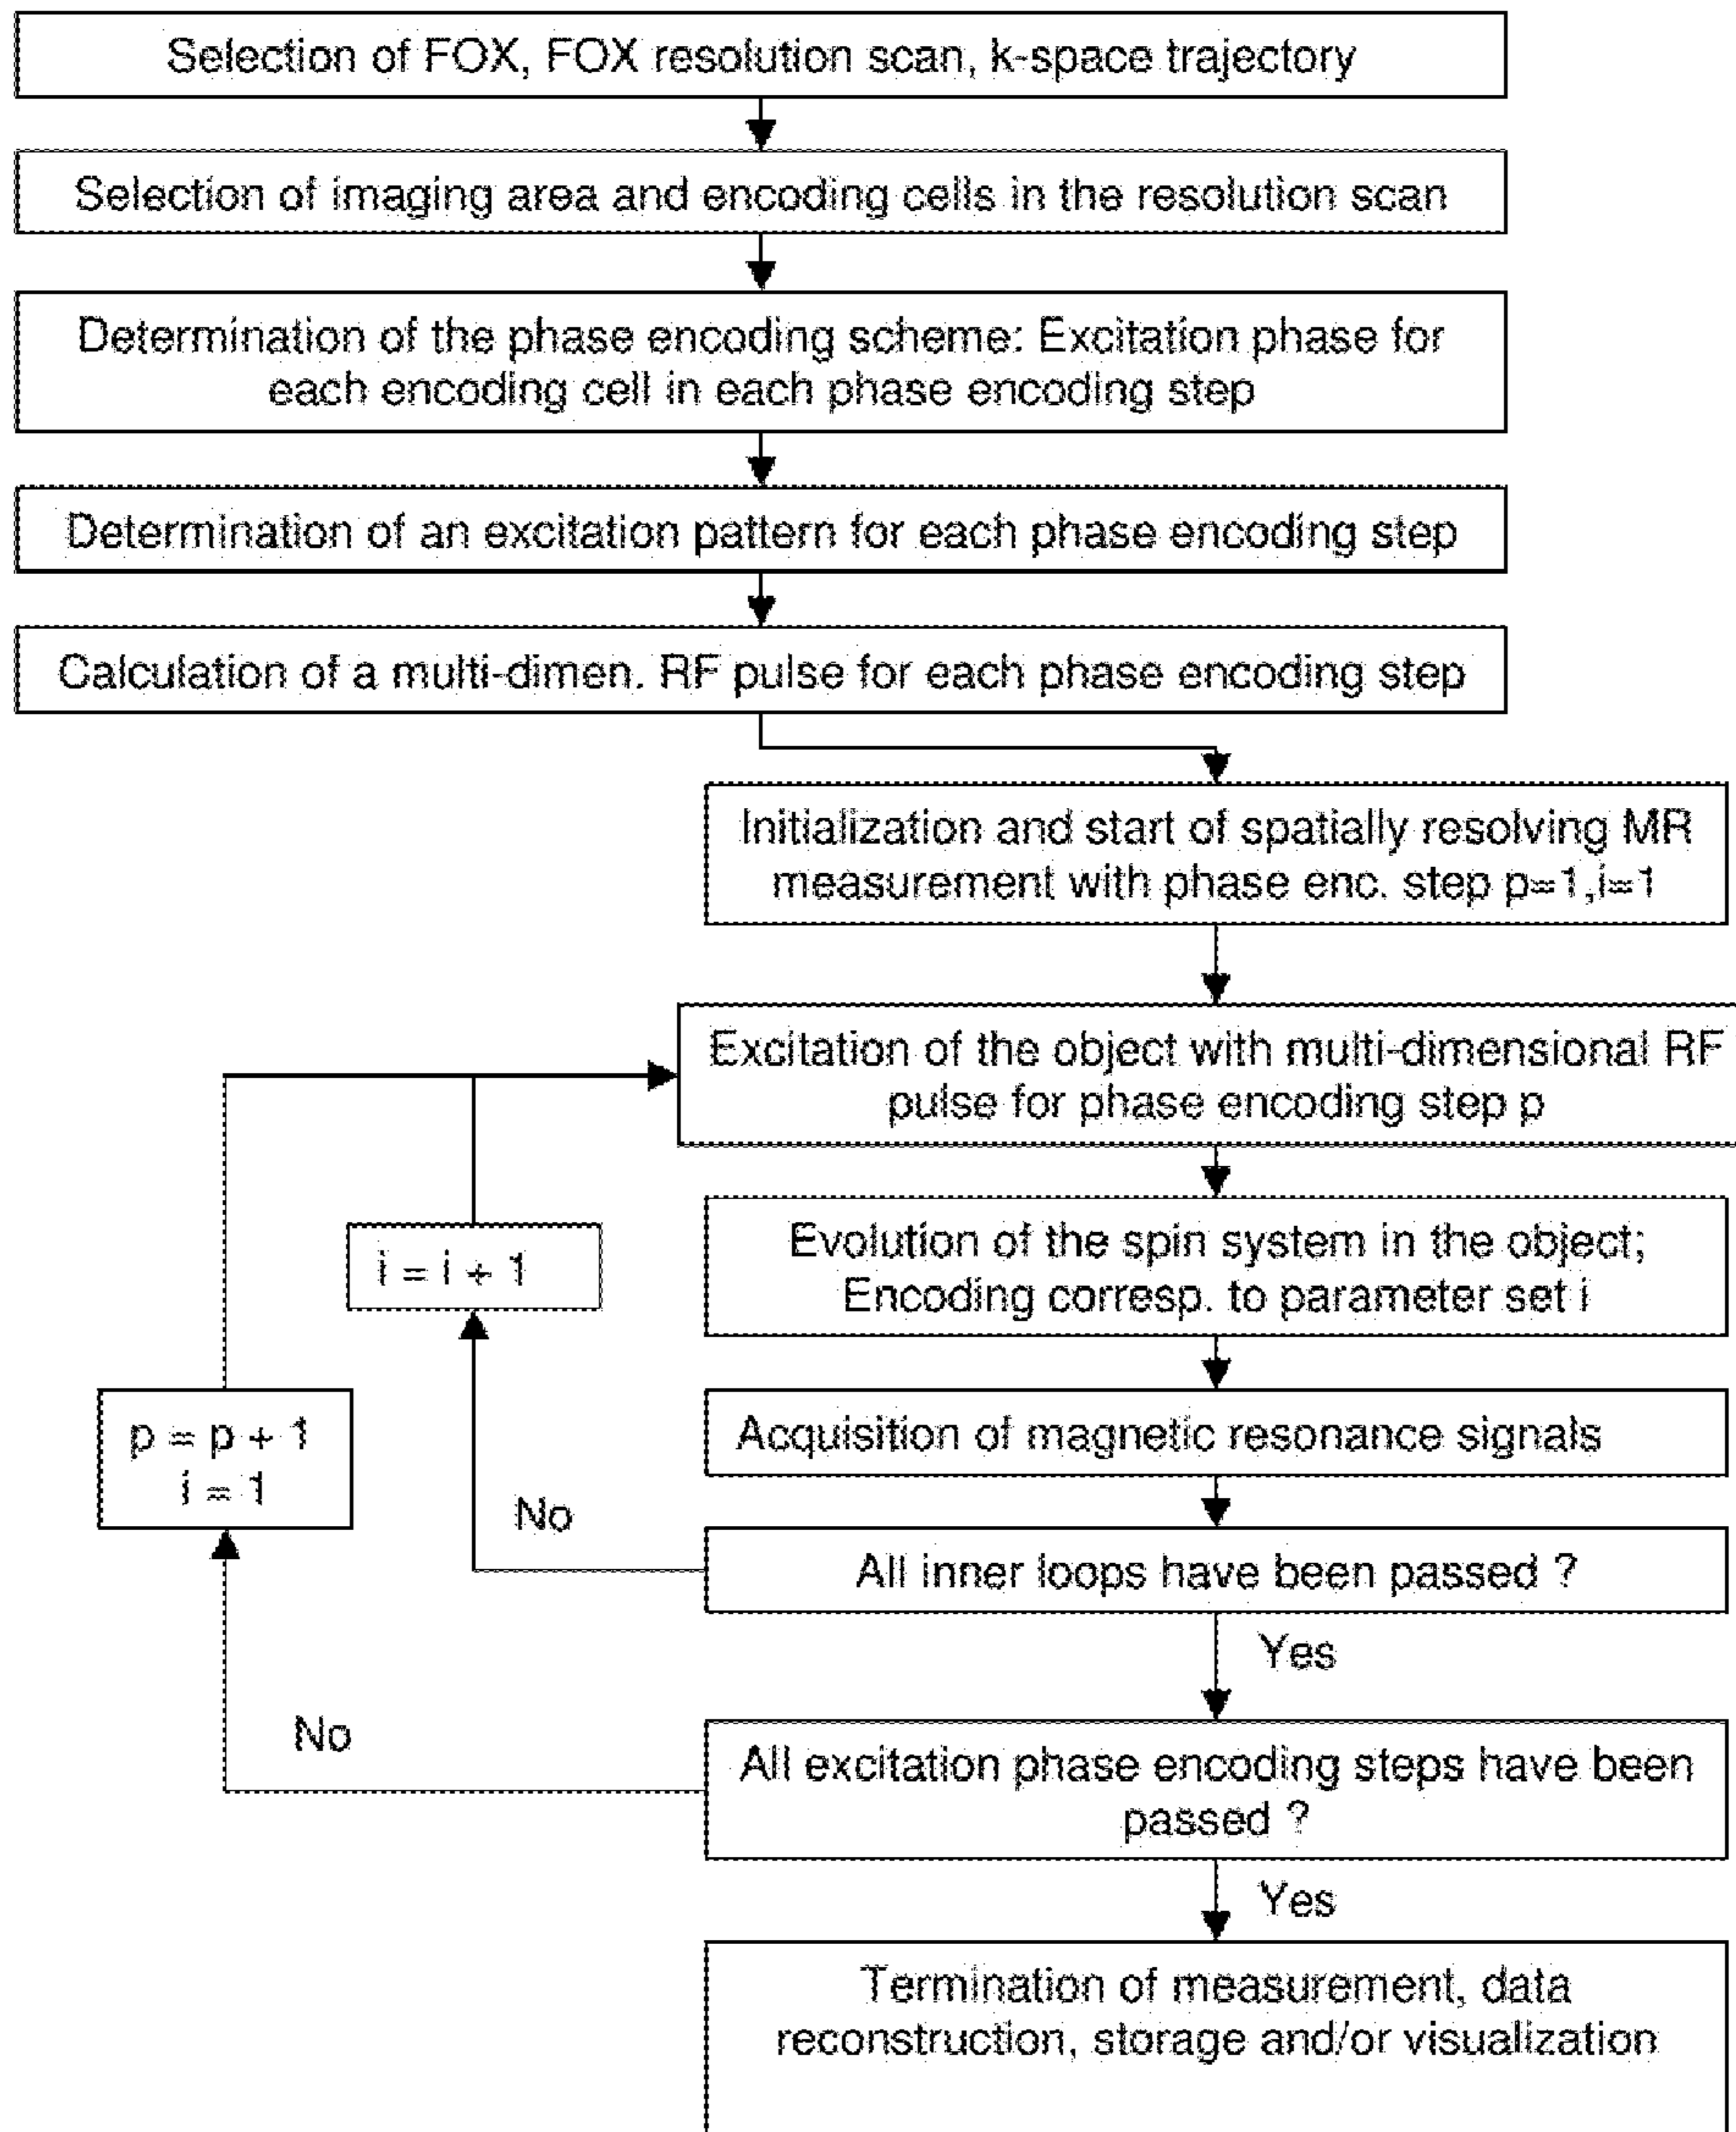 Selection of FOX, FOX resolution scan, k-space trajectory
Selection of imaging area and encoding cells in the resolution scan
Determination of the phase encoding scheme: Excitation phase for
each encoding cell in each phase encoding step
Determination of an excitation pattern for each phase encoding step
Calculation of a multi-dimen. RF pulse for each phase encoding step
Initialization and start of spatially resolving MR
measurement with phase enc. step p=1,i=1
Excitation of the object with multi-dimensional RF
pulse for phase encoding step p
Evolution of the spin system in the object;
Encoding corresp. to parameter set i
i = i + 1
Acquisition of magnetic resonance signals
p = p + 1
i = 1
No
All inner loops have been passed ?
Yes
No
All excitation phase encoding steps have been
passed ?
Yes
Termination of measurement, data
reconstruction, storage and/or visualization